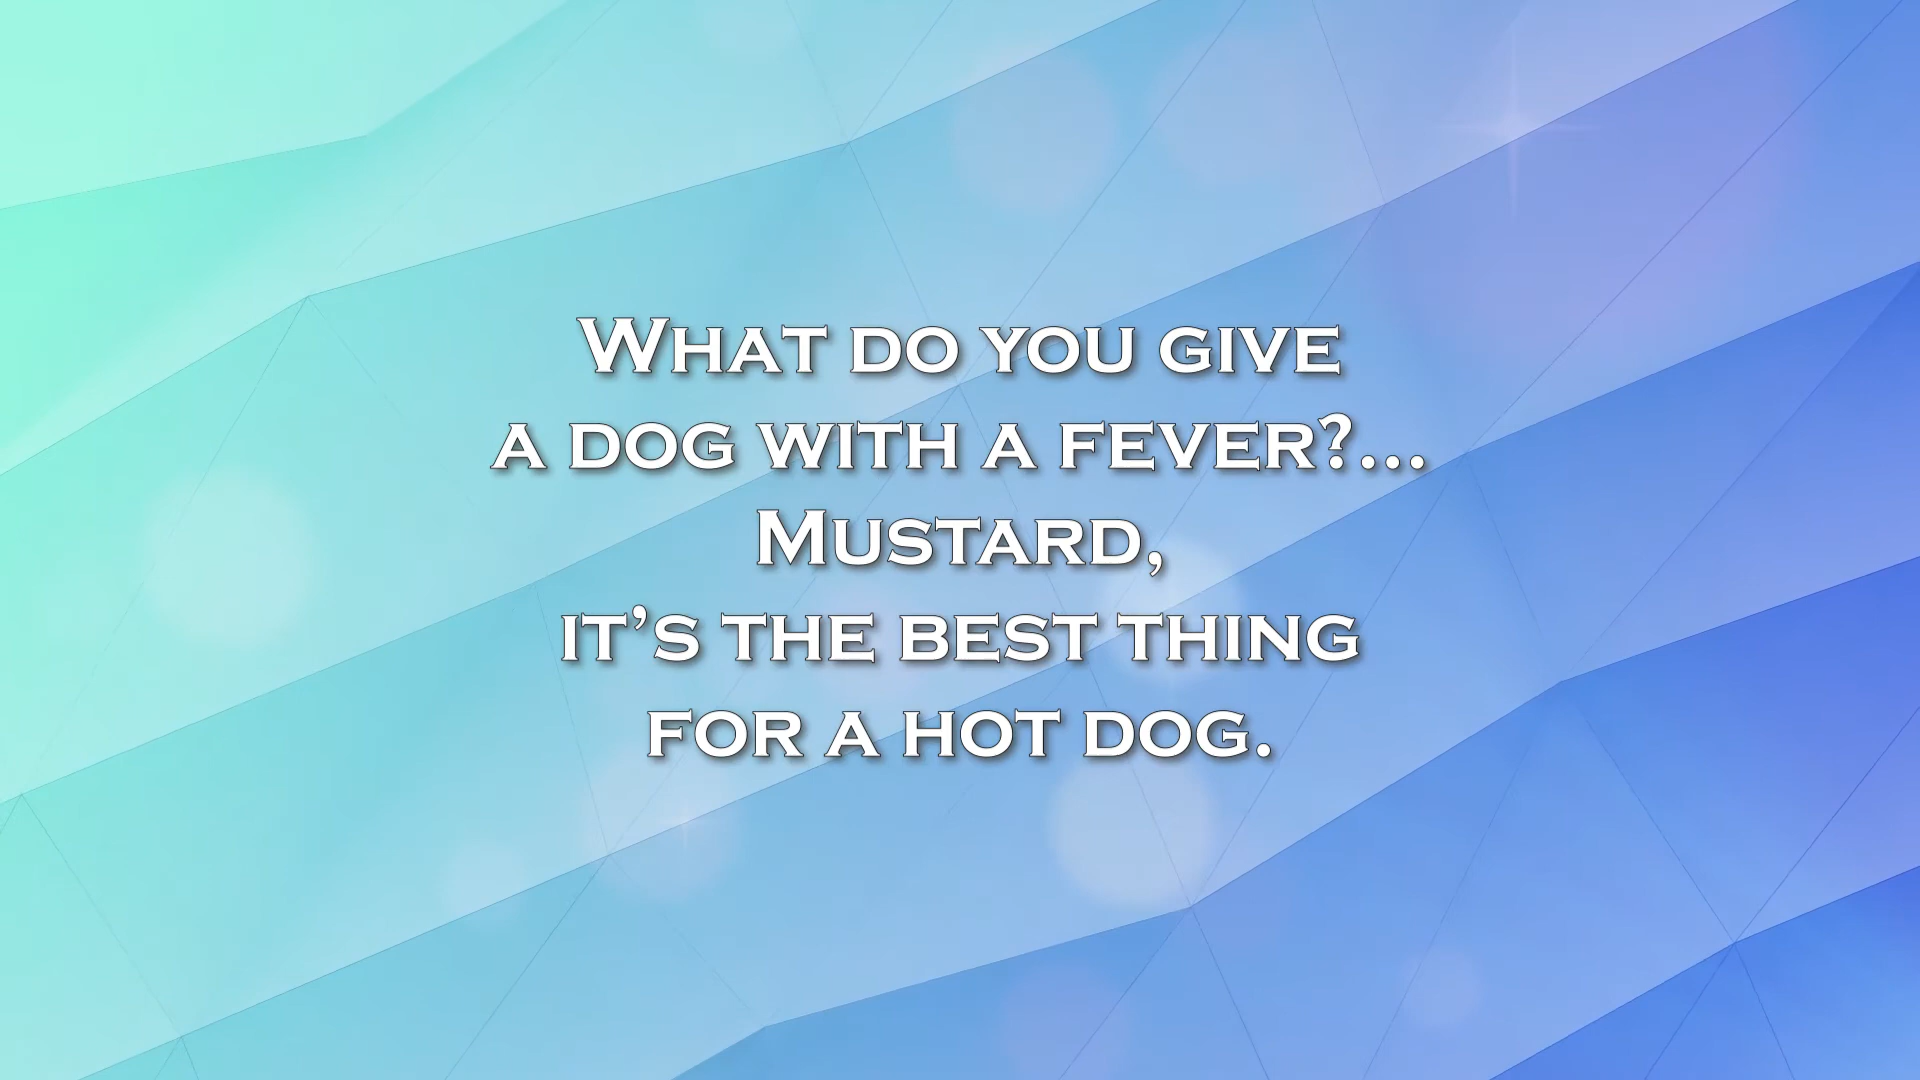 What do you give
a dog with a fever?...
Mustard,
it’s the best thing
for a hot dog.